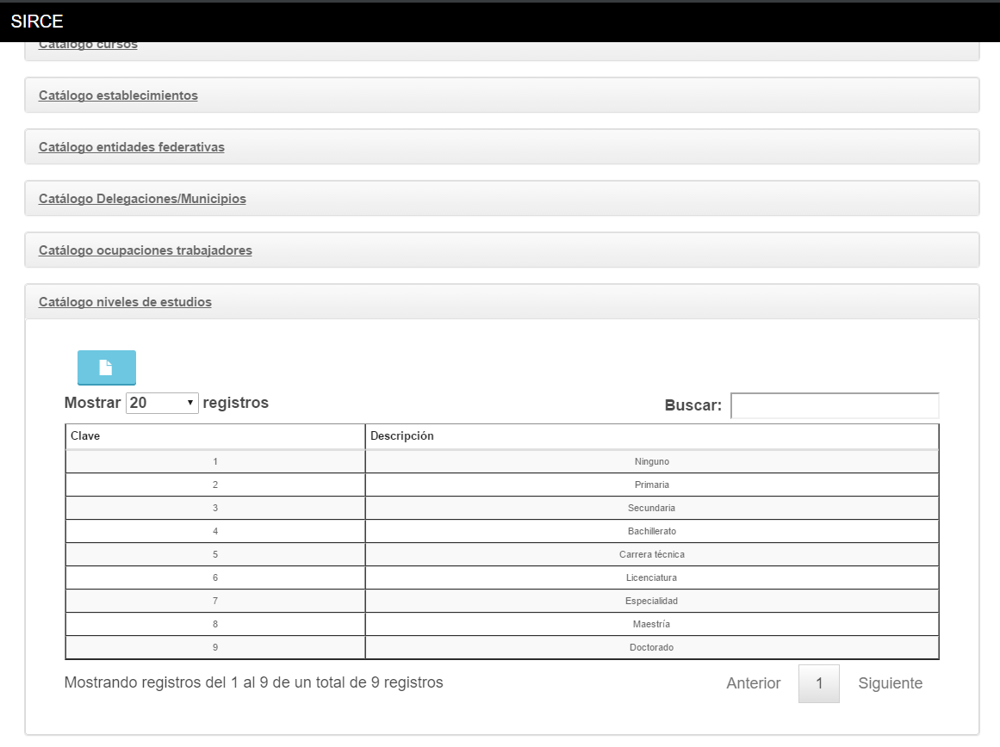 SIRCE
Catálogo cursos
Catálogo establecimientos
Catálogo entidades federativas
Catálogo Delegaciones/Municipios
Catálogo ocupaciones trabajadores
Catálogo niveles de estudios
Mostrar 20 registros Buscar:
Clave Descripción
1 Ninguno
2 Primaria
3 Secundaria
4 Bachillerato
5 Carrera técnica
6 Licenciatura
7 Especialidad
8 Maestría
9 Doctorado
Mostrando registros del 1 al 9 de un total de 9 registros Anterior 1 Siguiente